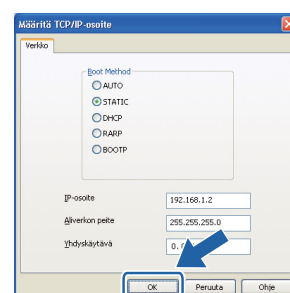 Määritä TCP/IP-osoite
Verkko
Boot Method
AUTO
STATIC
DHCP
RARP
BOOTP
IP-osoite 192.168.1.2
Aliverkon peite 255.255.255.0
Yhdyskäytävä
OK Peruuta Ohje